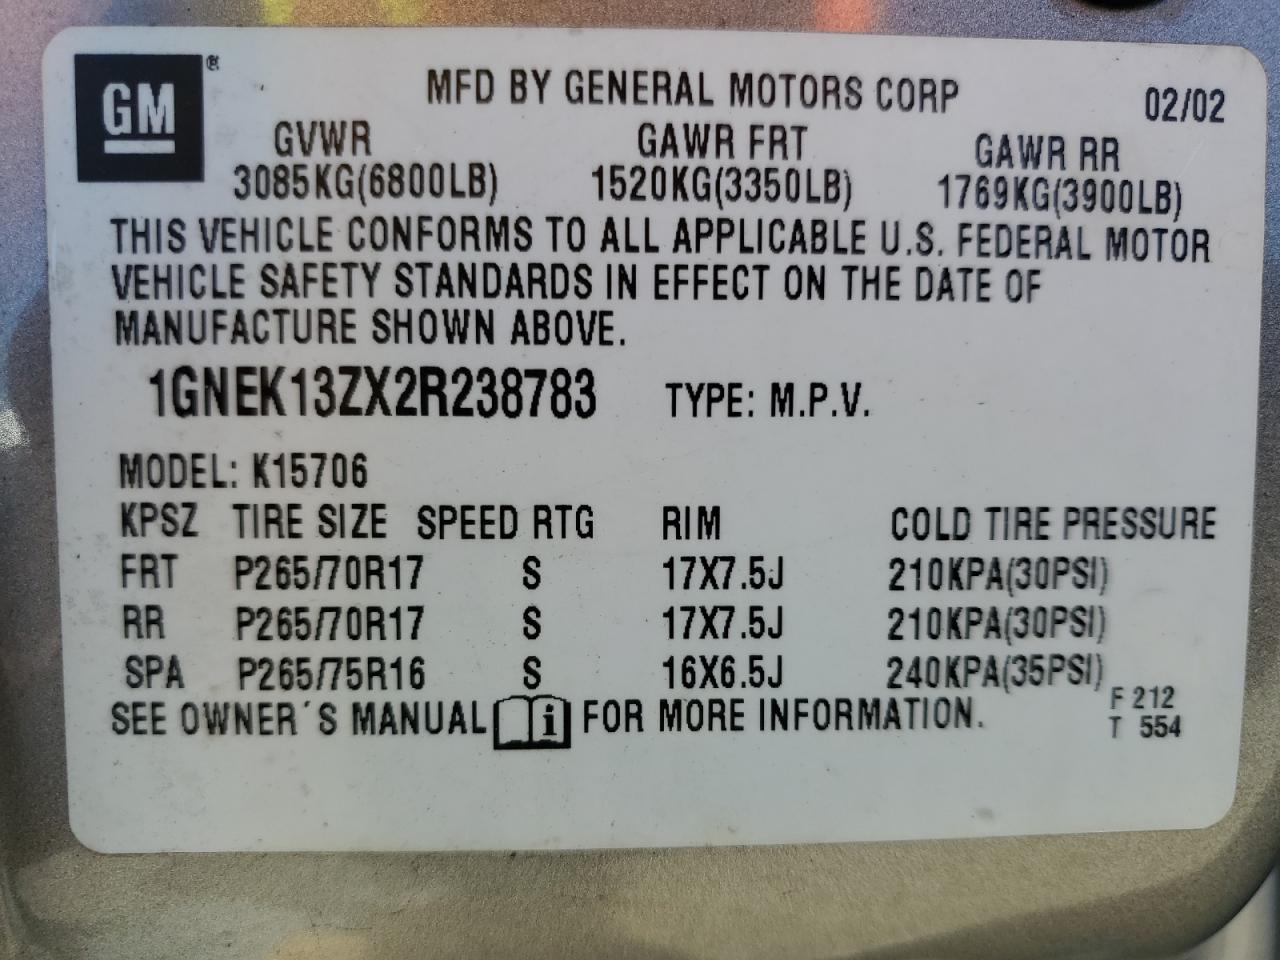 GM®
MFD BY GENERAL MOTORS CORP 02/02
GVWR GAWR FRT GAWR RR
3085KG(6800LB) 1520KG(3350LB) 1769KG(3900LB)
THIS VEHICLE CONFORMS TO ALL APPLICABLE U.S. FEDERAL MOTOR
VEHICLE SAFETY STANDARDS IN EFFECT ON THE DATE OF
MANUFACTURE SHOWN ABOVE.
1GNEK13ZX2R238783 TYPE: M.P.V.
MODEL: K15706
KPSZ TIRE SIZE SPEED RTG RIM COLD TIRE PRESSURE
FRT P265/70R17 S 17X7.5J 210KPA(30PSI)
RR P265/70R17 S 17X7.5J 210KPA(30PSI)
SPA P265/75R16 S 16X6.5J 240KPA(35PSI)
SEE OWNER´S MANUAL i FOR MORE INFORMATION.
F 212
T 554